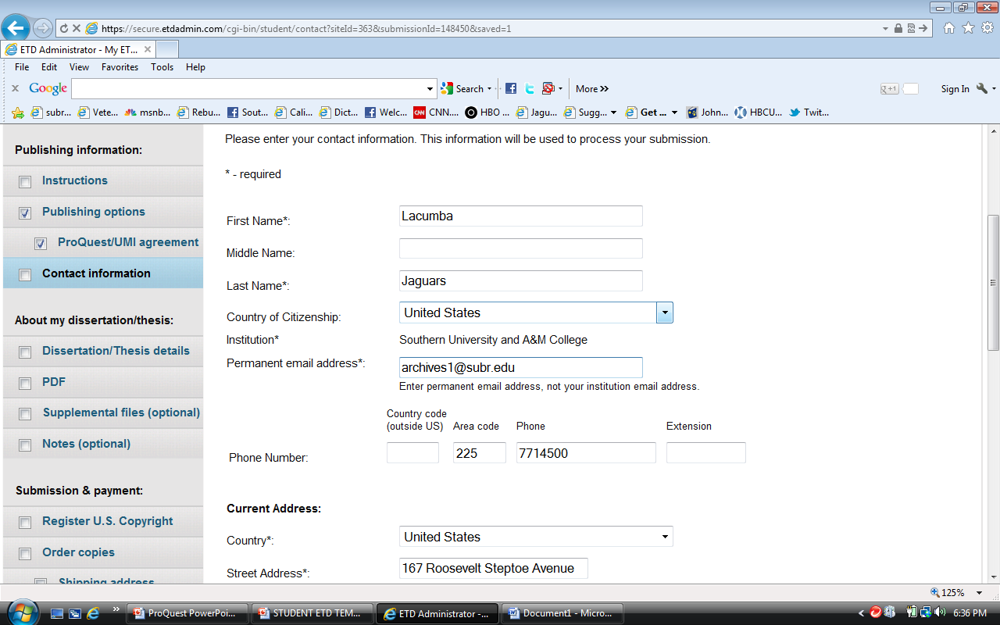 https://secure.etdadmin.com/cgi-bin/student/contact?siteId=363&submissionId=148450&saved=1
ETD Administrator - My ET...
File Edit View Favorites Tools Help
Google Search More >> +1 Sign In
subr... Vete... msnb... Rebu... Sout... Cali... Dict... Welc... CNN CNN.... HBO ... Jagu... Sugg... Get ... John... HBCU... Twit...
Publishing information:
Instructions
Publishing options
ProQuest/UMI agreement
Contact information
About my dissertation/thesis:
Dissertation/Thesis details
PDF
Supplemental files (optional)
Notes (optional)
Submission & payment:
Register U.S. Copyright
Order copies
Shipping address
Please enter your contact information. This information will be used to process your submission.
* - required
First Name*: Lacumba
Middle Name:
Last Name*: Jaguars
Country of Citizenship: United States
Institution* Southern University and A&M College
Permanent email address*: archives1@subr.edu
Enter permanent email address, not your institution email address.
Country code
(outside US) Area code Phone Extension
Phone Number: 225 7714500
Current Address:
Country*: United States
Street Address*: 167 Roosevelt Steptoe Avenue
125%
ProQuest PowerPoi... STUDENT ETD TEM... ETD Administrator -... Document1 - Micro... 6:36 PM